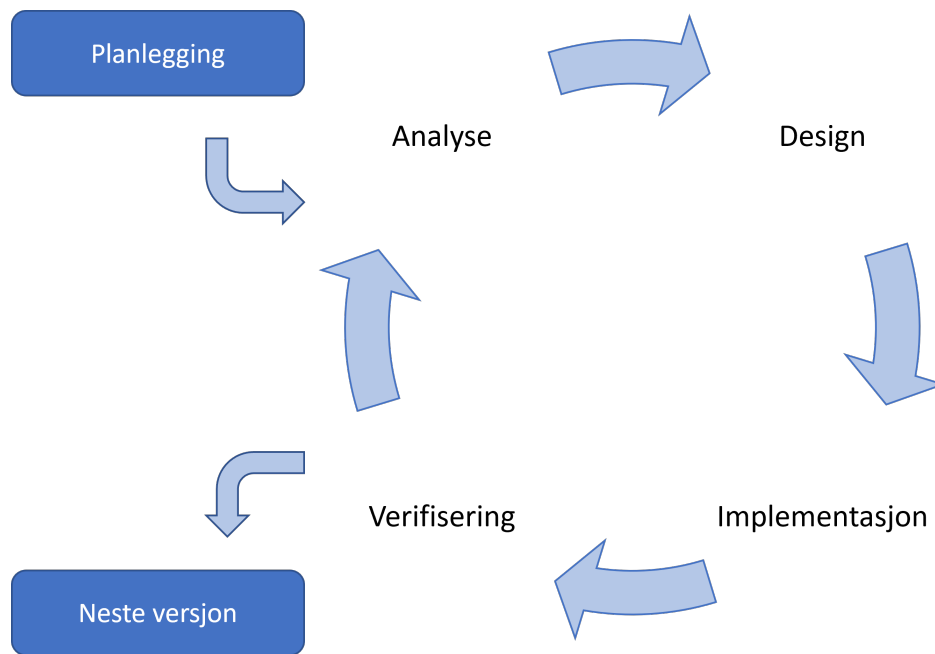 Planlegging
Analyse
Design
Verifisering
Implementasjon
Neste versjon